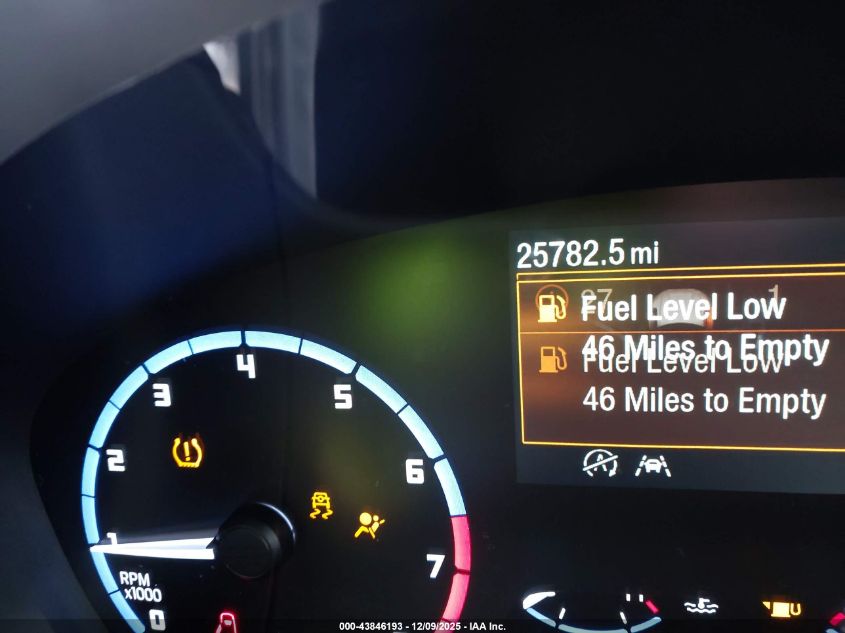 25782.5 mi
Fuel Level Low
46 Miles to Empty
Fuel Level Low
46 Miles to Empty
4
3
5
2
6
1
7
RPM
x1000
0
000-43846193 - 12/09/2025 - IAA Inc.